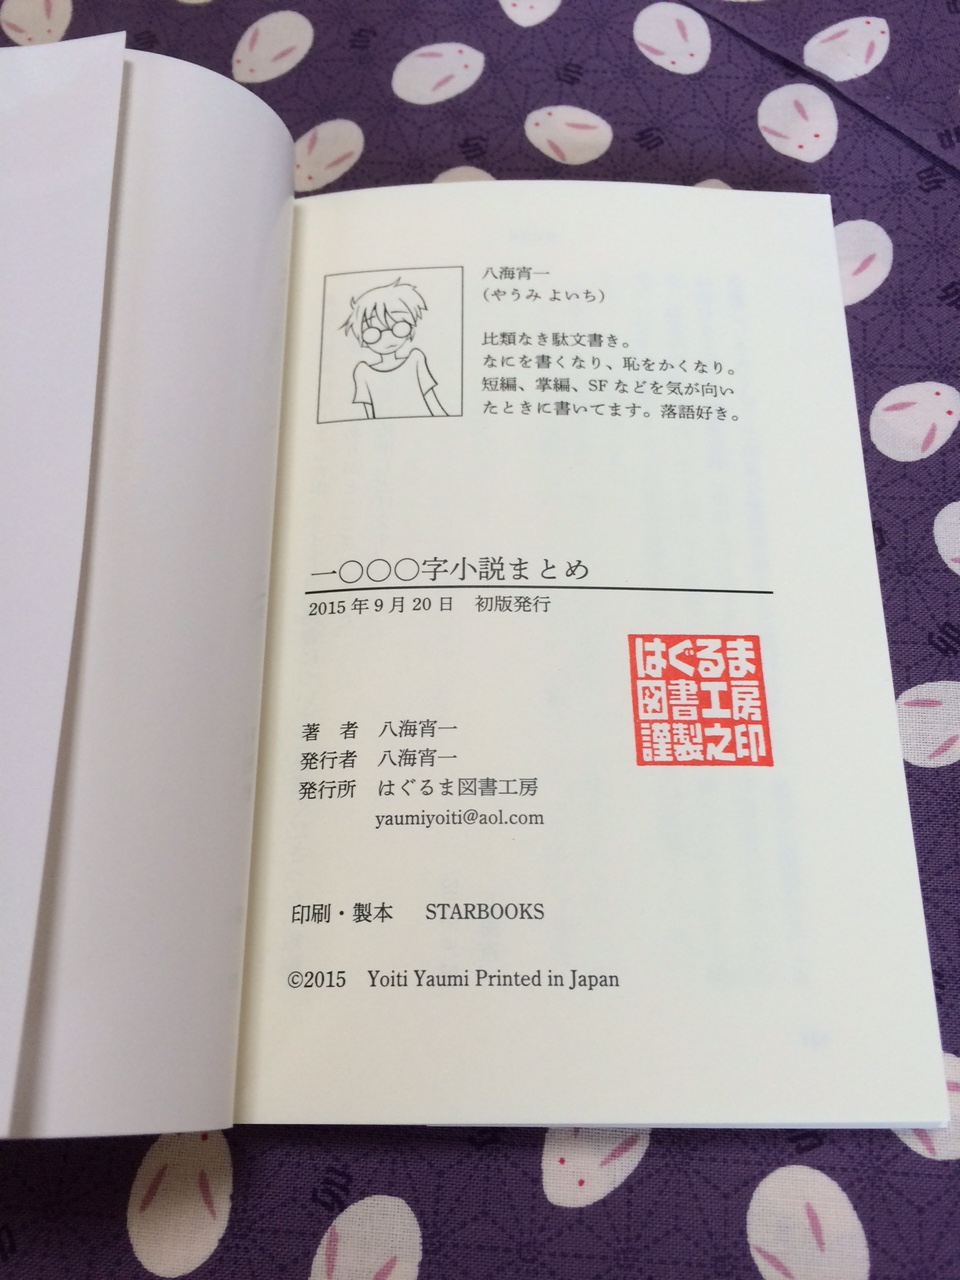 八海宵一
(やうみ よいち)
比類なき駄文書き。
なにを書くなり、恥をかくなり。
短編、掌編、SFなどを気が向い
たときに書いてます。落語好き。
一〇〇〇字小説まとめ
2015年9月20日　初版発行
はぐるま
図書工房
謹製之印
著　者　八海宵一
発行者　八海宵一
発行所　はぐるま図書工房
yaumiyoiti@aol.com
印刷・製本　STARBOOKS
©2015　Yoiti Yaumi Printed in Japan